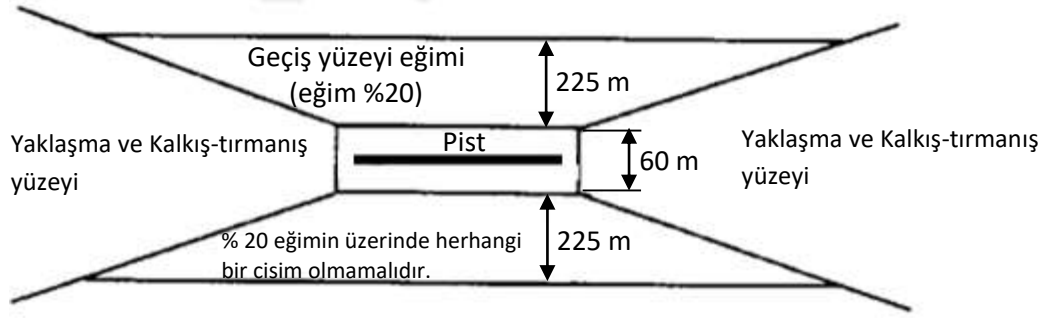 Geçiş yüzeyi eğimi
(eğim %20)
225 m
Yaklaşma ve Kalkış-tırmanış
yüzeyi
Pist
60 m
Yaklaşma ve Kalkış-tırmanış
yüzeyi
% 20 eğimin üzerinde herhangi
bir cisim olmamalıdır.
225 m